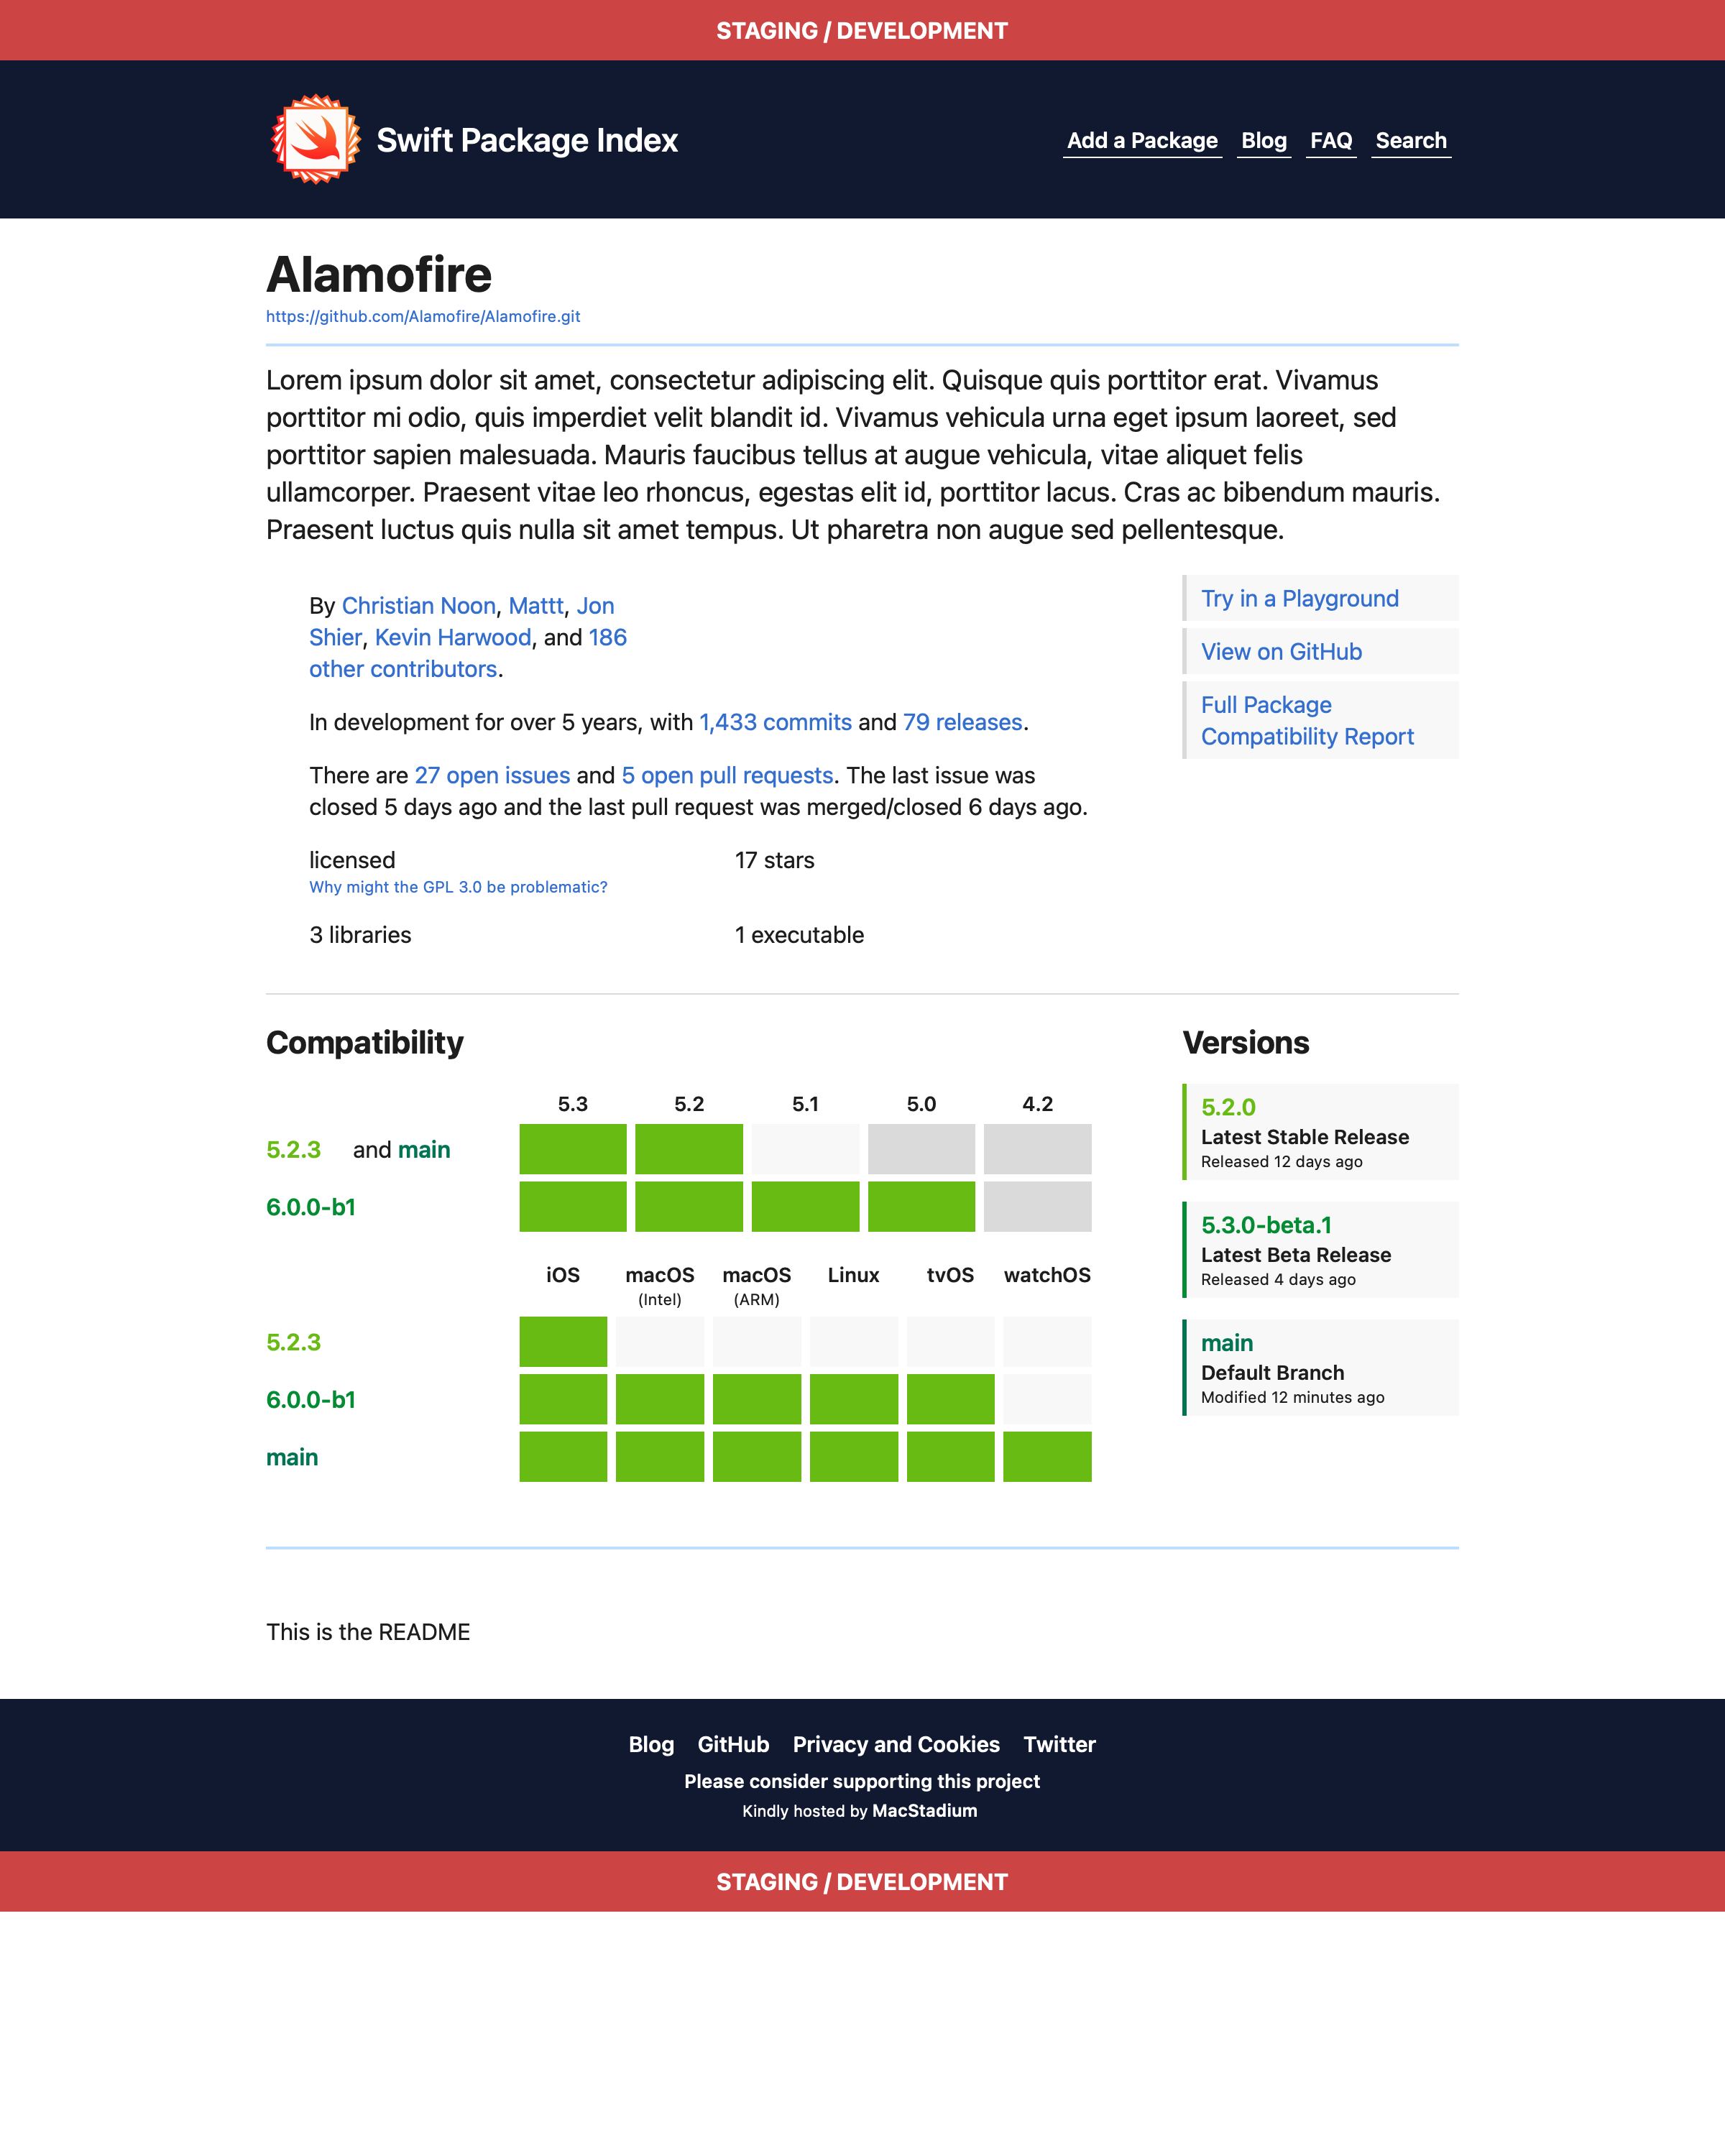 STAGING / DEVELOPMENT
Swift Package Index
Add a Package Blog FAQ Search
Alamofire
https://github.com/Alamofire/Alamofire.git
Lorem ipsum dolor sit amet, consectetur adipiscing elit. Quisque quis porttitor erat. Vivamus
porttitor mi odio, quis imperdiet velit blandit id. Vivamus vehicula urna eget ipsum laoreet, sed
porttitor sapien malesuada. Mauris faucibus tellus at augue vehicula, vitae aliquet felis
ullamcorper. Praesent vitae leo rhoncus, egestas elit id, porttitor lacus. Cras ac bibendum mauris.
Praesent luctus quis nulla sit amet tempus. Ut pharetra non augue sed pellentesque.
By Christian Noon, Mattt, Jon
Shier, Kevin Harwood, and 186
other contributors.
In development for over 5 years, with 1,433 commits and 79 releases.
There are 27 open issues and 5 open pull requests. The last issue was
closed 5 days ago and the last pull request was merged/closed 6 days ago.
licensed
Why might the GPL 3.0 be problematic?
17 stars
3 libraries
1 executable
Try in a Playground
View on GitHub
Full Package
Compatibility Report
Compatibility
5.3 5.2 5.1 5.0 4.2
5.2.3 and main
6.0.0-b1
iOS macOS macOS Linux tvOS watchOS
(Intel) (ARM)
5.2.3
6.0.0-b1
main
Versions
5.2.0
Latest Stable Release
Released 12 days ago
5.3.0-beta.1
Latest Beta Release
Released 4 days ago
main
Default Branch
Modified 12 minutes ago
This is the README
Blog GitHub Privacy and Cookies Twitter
Please consider supporting this project
Kindly hosted by MacStadium
STAGING / DEVELOPMENT